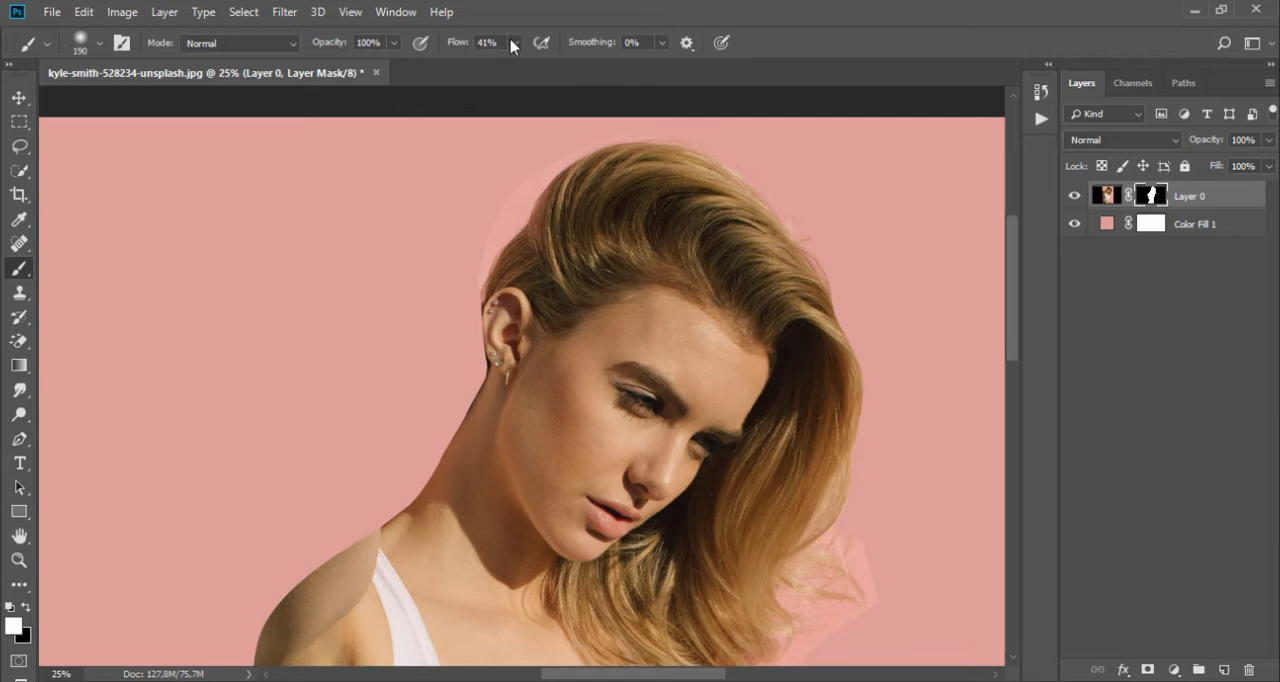 Ps File Edit Image Layer Type Select Filter 3D View Window Help
190 Mode: Normal Opacity: 100% Flow: 41% Smoothing: 0%
kyle-smith-528234-unsplash.jpg @ 25% (Layer 0, Layer Mask/8) *
Layers Channels Paths
Kind
Normal Opacity: 100%
Lock: Fill: 100%
Layer 0
Color Fill 1
25% Doc: 127,8M/75,7M